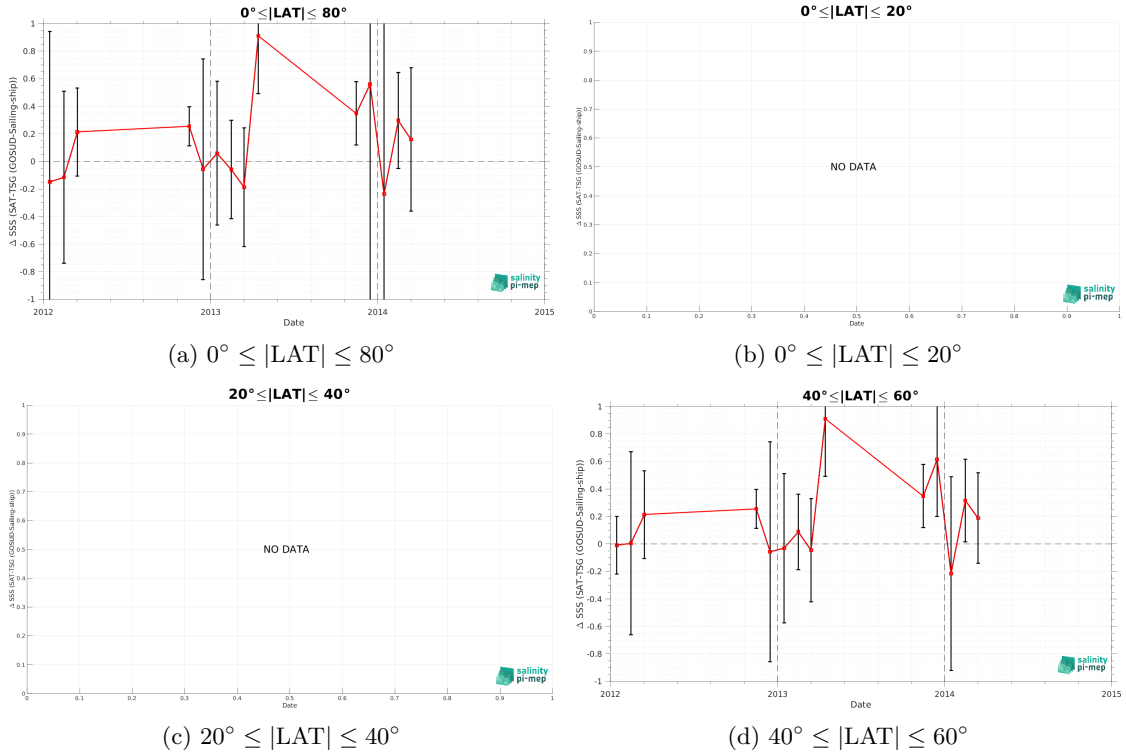 0°≤|LAT|≤ 80°
1
0.8
0.6
0.4
0.2
0
-0.2
-0.4
-0.6
-0.8
-1
Δ SSS (SAT-TSG (GOSUD-Sailing-ship))
2012 2013 2014 2015
Date
salinity
pi-mep
(a) 0° ≤ |LAT| ≤ 80°
0°≤|LAT|≤ 20°
1
0.9
0.8
0.7
0.6
0.5
0.4
0.3
0.2
0.1
0
Δ SSS (SAT-TSG (GOSUD-Sailing-ship))
NO DATA
0 0.1 0.2 0.3 0.4 0.5 0.6 0.7 0.8 0.9 1
Date
salinity
pi-mep
(b) 0° ≤ |LAT| ≤ 20°
20°≤|LAT|≤ 40°
1
0.9
0.8
0.7
0.6
0.5
0.4
0.3
0.2
0.1
0
Δ SSS (SAT-TSG (GOSUD-Sailing-ship))
NO DATA
0 0.1 0.2 0.3 0.4 0.5 0.6 0.7 0.8 0.9 1
Date
salinity
pi-mep
(c) 20° ≤ |LAT| ≤ 40°
40°≤|LAT|≤ 60°
1
0.8
0.6
0.4
0.2
0
-0.2
-0.4
-0.6
-0.8
-1
Δ SSS (SAT-TSG (GOSUD-Sailing-ship))
2012 2013 2014 2015
Date
salinity
pi-mep
(d) 40° ≤ |LAT| ≤ 60°